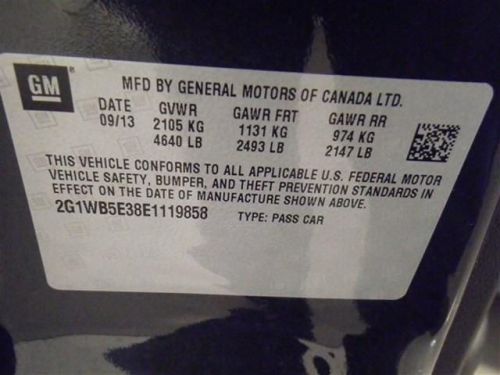 GM
MFD BY GENERAL MOTORS OF CANADA LTD.
DATE GVWR GAWR FRT GAWR RR
09/13 2105 KG 1131 KG 974 KG
4640 LB 2493 LB 2147 LB
THIS VEHICLE CONFORMS TO ALL APPLICABLE U.S. FEDERAL MOTOR
VEHICLE SAFETY, BUMPER, AND THEFT PREVENTION STANDARDS IN
EFFECT ON THE DATE OF MANUFACTURE SHOWN ABOVE.
2G1WB5E38E1119858 TYPE: PASS CAR